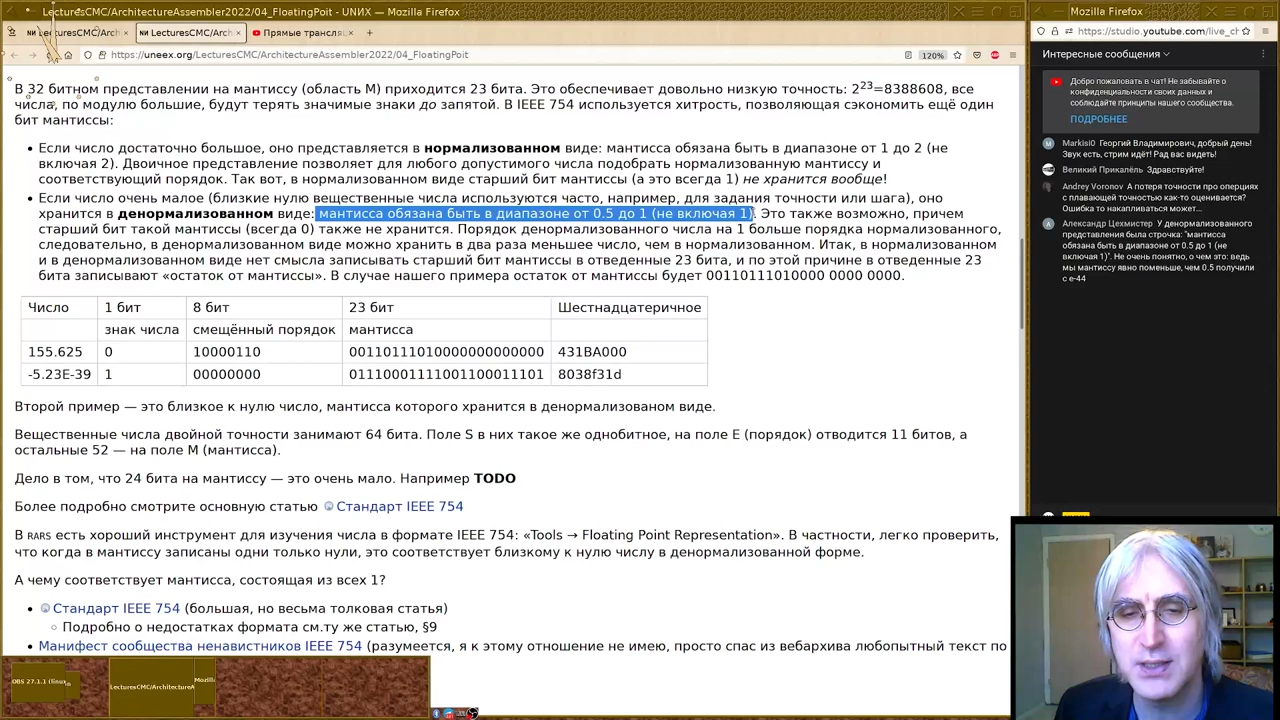 LecturesCMC/ArchitectureAssembler2022/04_FloatingPoit - UNИX — Mozilla Firefox
Mozilla Firefox
LecturesCMC/Archit
LecturesCMC/Archit
Прямые трансляц
https://uneex.org/LecturesCMC/ArchitectureAssembler2022/04_FloatingPoit
120%
https://studio.youtube.com/live_ch
Интересные сообщения
В 32 битном представлении на мантиссу (область M) приходится 23 бита. Это обеспечивает довольно низкую точность: 2²³=8388608, все
числа, по модулю большие, будут терять значимые знаки до запятой. В IEEE 754 используется хитрость, позволяющая сэкономить ещё один
бит мантиссы:
• Если число достаточно большое, оно представляется в нормализованном виде: мантисса обязана быть в диапазоне от 1 до 2 (не
включая 2). Двоичное представление позволяет для любого допустимого числа подобрать нормализованную мантиссу и
соответствующий порядок. Так вот, в нормализованном виде старший бит мантиссы (а это всегда 1) не хранится вообще!
• Если число очень малое (близкие нулю вещественные числа используются часто, например, для задания точности или шага), оно
хранится в денормализованном виде: мантисса обязана быть в диапазоне от 0.5 до 1 (не включая 1). Это также возможно, причем
старший бит такой мантиссы (всегда 0) также не хранится. Порядок денормализованного числа на 1 больше порядка нормализованного,
следовательно, в денормализованном виде можно хранить в два раза меньшее число, чем в нормализованном. Итак, в нормализованном
и в денормализованном виде нет смысла записывать старший бит мантиссы в отведенные 23 бита, и по этой причине в отведенные 23
бита записывают «остаток от мантиссы». В случае нашего примера остаток от мантиссы будет 00110111010000 0000 0000.
Число 1 бит 8 бит 23 бит Шестнадцатеричное
знак числа смещённый порядок мантисса
155.625 0 10000110 00110111010000000000000 431BA000
-5.23E-39 1 00000000 01110001111001100011101 8038f31d
Второй пример — это близкое к нулю число, мантисса которого хранится в денормализованом виде.
Вещественные числа двойной точности занимают 64 бита. Поле S в них такое же однобитное, на поле E (порядок) отводится 11 битов, а
остальные 52 — на поле M (мантисса).
Дело в том, что 24 бита на мантиссу — это очень мало. Например TODO
Более подробно смотрите основную статью Стандарт IEEE 754
В RARS есть хороший инструмент для изучения числа в формате IEEE 754: «Tools → Floating Point Representation». В частности, легко проверить,
что когда в мантиссу записаны одни только нули, это соответствует близкому к нулю числу в денормализованной форме.
А чему соответствует мантисса, состоящая из всех 1?
• Стандарт IEEE 754 (большая, но весьма толковая статья)
Подробно о недостатках формата см.ту же статью, §9
• Манифест сообщества ненавистников IEEE 754 (разумеется, я к этому отношение не имею, просто спас из вебархива любопытный текст по
Добро пожаловать в чат! Не забывайте о
конфиденциальности своих данных и
соблюдайте принципы нашего сообщества.
ПОДРОБНЕЕ
M MarkisI0 Георгий Владимирович, добрый день!
Звук есть, стрим идёт! Рад вас видеть!
Великий Прикамалёль Здравствуйте!
Andrey Voronov А потеря точности про оперциях
с плавающей точностью как-то оценивается?
Ошибка то накапливаться может...
Александр Цехмистер У денормализованного
представления была строчка: "мантисса
обязана быть в диапазоне от 0.5 до 1 (не
включая 1)". Не очень понятно, о чем это: ведь
мы мантиссу явно поменьше, чем 0.5 получили
с e-44
OBS 27.1.1 (linux
LecturesCMC/ArchitectureA
Mozill